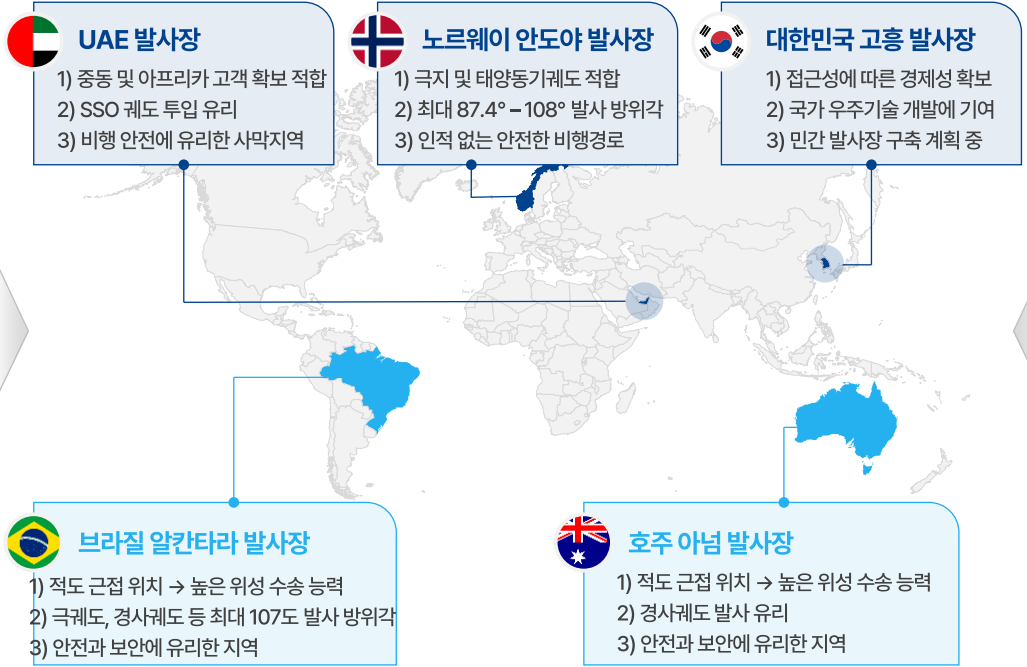 UAE 발사장
1) 중동 및 아프리카 고객 확보 적합
2) SSO 궤도 투입 유리
3) 비행 안전에 유리한 사막지역
노르웨이 안도야 발사장
1) 극지 및 태양동기궤도 적합
2) 최대 87.4° – 108° 발사 방위각
3) 인적 없는 안전한 비행경로
대한민국 고흥 발사장
1) 접근성에 따른 경제성 확보
2) 국가 우주기술 개발에 기여
3) 민간 발사장 구축 계획 중
브라질 알칸타라 발사장
1) 적도 근접 위치 → 높은 위성 수송 능력
2) 극궤도, 경사궤도 등 최대 107도 발사 방위각
3) 안전과 보안에 유리한 지역
호주 아넘 발사장
1) 적도 근접 위치 → 높은 위성 수송 능력
2) 경사궤도 발사 유리
3) 안전과 보안에 유리한 지역